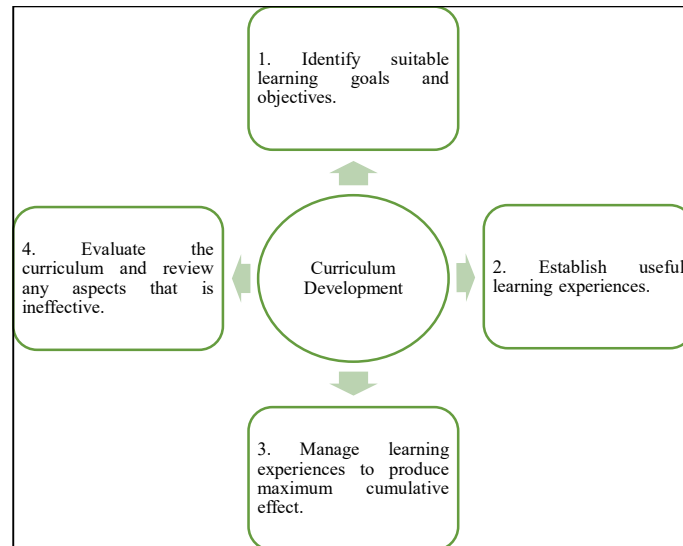 1. Identify suitable
learning goals and
objectives.
4. Evaluate the
curriculum and review
any aspects that is
ineffective.
Curriculum
Development
2. Establish useful
learning experiences.
3. Manage learning
experiences to produce
maximum cumulative
effect.